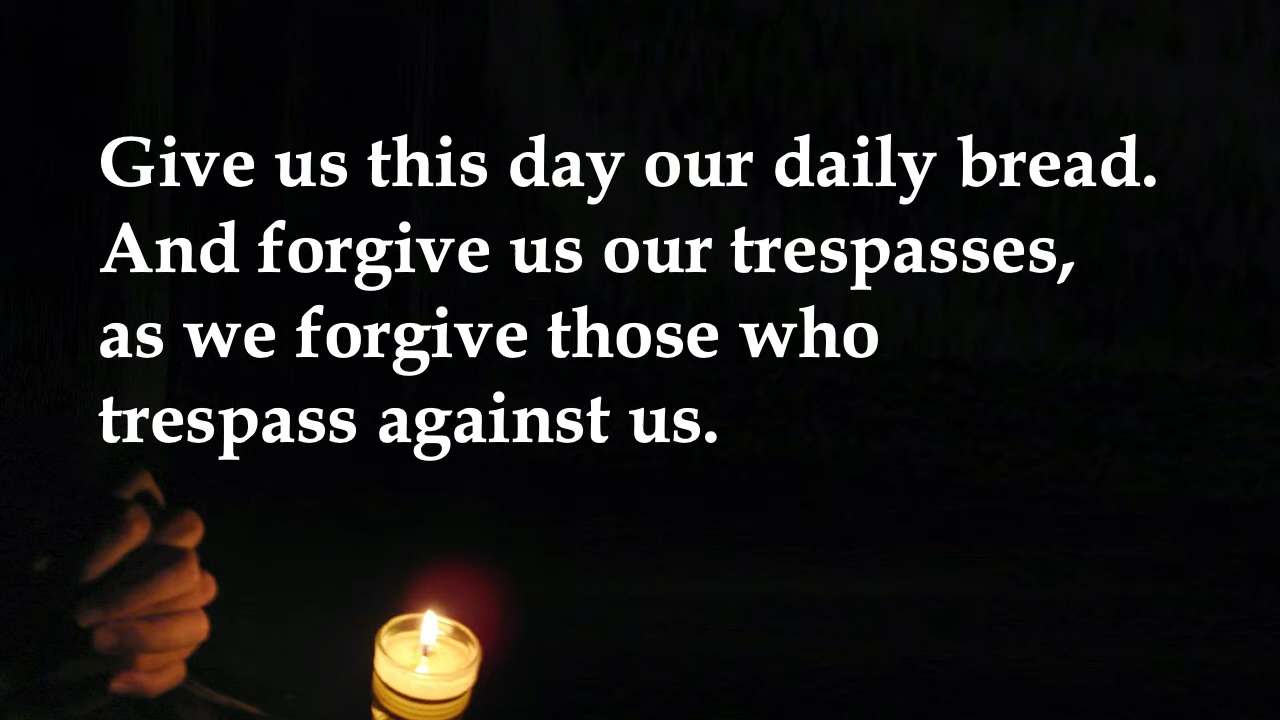 Give us this day our daily bread.
And forgive us our trespasses,
as we forgive those who
trespass against us.